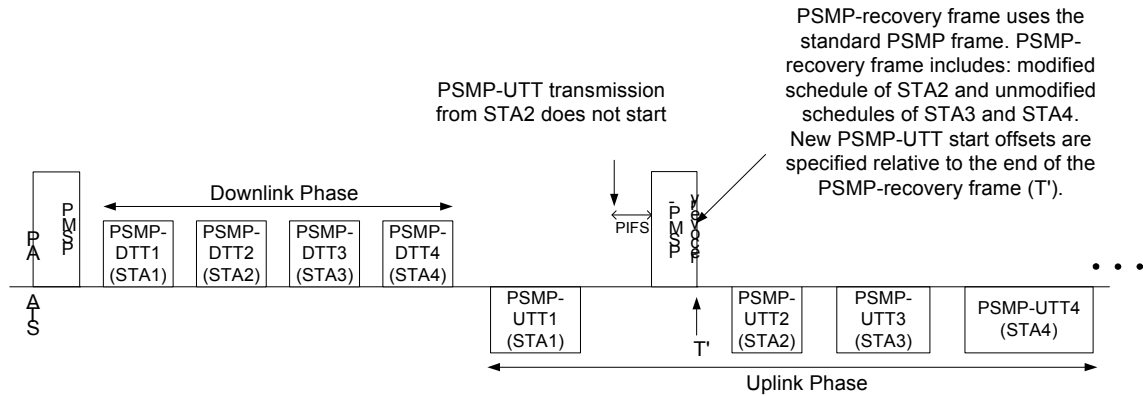 PSMP-recovery frame uses the
standard PSMP frame. PSMP-
recovery frame includes: modified
schedule of STA2 and unmodified
schedules of STA3 and STA4.
New PSMP-UTT start offsets are
specified relative to the end of the
PSMP-recovery frame (T').
PSMP-UTT transmission
from STA2 does not start
AP
STA
PSMP
Downlink Phase
PSMP-
DTT1
(STA1)
PSMP-
DTT2
(STA2)
PSMP-
DTT3
(STA3)
PSMP-
DTT4
(STA4)
PIFS
PSMP-
recovery
• • •
PSMP-
UTT1
(STA1)
T'
PSMP-
UTT2
(STA2)
PSMP-
UTT3
(STA3)
PSMP-UTT4
(STA4)
Uplink Phase